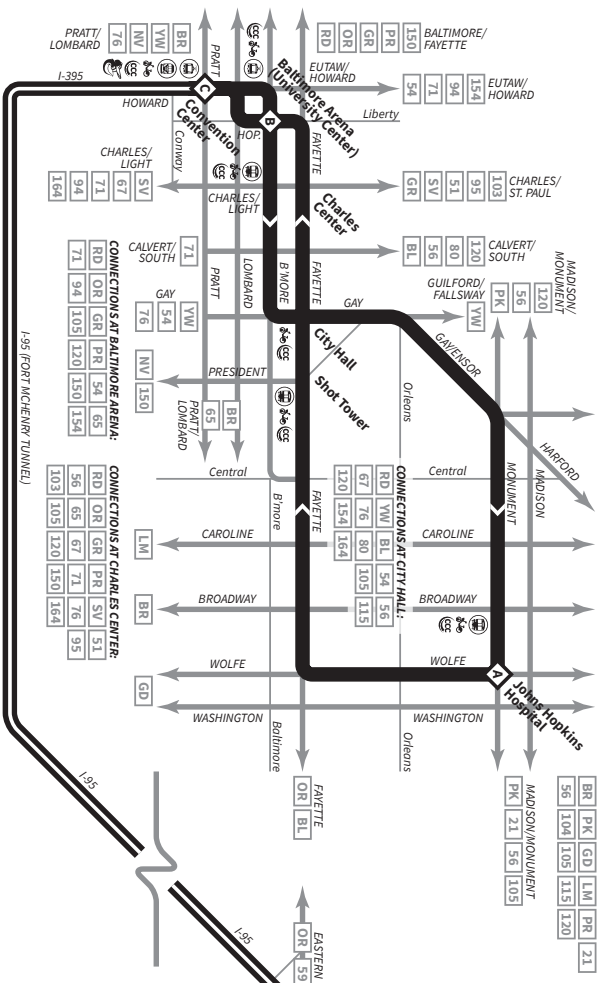 PRATT/
LOMBARD
76
NV
YW
BR
RD
OR
GR
PR
150
BALTIMORE/
FAYETTE
PRATT
I-395
EUTAW/
HOWARD
54
71
94
154
EUTAW/
HOWARD
C
Convention
Center
HOWARD
Baltimore Arena
(University Center)
B
HOP.
Liberty
FAYETTE
Conway
CHARLES/
LIGHT
164
94
71
67
SV
CHARLES/
LIGHT
Charles
Center
GR
SV
51
95
103
CHARLES/
ST. PAUL
CALVERT/
SOUTH
71
PRATT
LOMBARD
B'MORE
FAYETTE
BL
56
80
120
CALVERT/
SOUTH
GAY
76
54
YW
GAY
GUILFORD/
FALLSWAY
YW
PK
56
120
MADISON/
MONUMENT
City Hall
Shot Tower
GAY/ENSOR
NV
150
PRESIDENT
PRATT/
LOMBARD
65
BR
Orleans
HARFORD
CONNECTIONS AT BALTIMORE ARENA:
RD OR GR PR 54 65
71 94 105 120 150 154
I-95 (FORT MCHENRY TUNNEL)
Central
B'more
FAYETTE
Central
MONUMENT
MADISON
CONNECTIONS AT CITY HALL:
RD YW BL 54 56
67 76 80 105 115
120 154 164
CONNECTIONS AT CHARLES CENTER:
RD OR GR PR SV 51
56 65 67 71 76 95
103 105 120 150 164
LM
CAROLINE
CAROLINE
BR
BROADWAY
BROADWAY
GD
WOLFE
WOLFE
A
Johns Hopkins
Hospital
WASHINGTON
WASHINGTON
Baltimore
Orleans
I-95
FAYETTE
OR
BL
MADISON/MONUMENT
PK
21
56
105
BR PK GD LM PR 21
56 104 105 115 120
I-95
EASTERN
OR
59